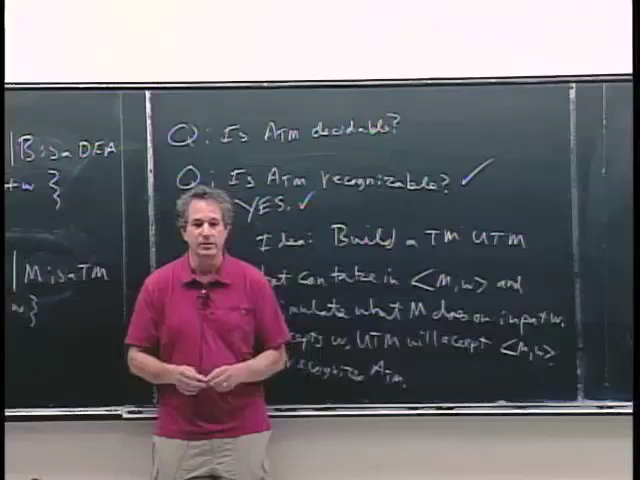 | B is a DFA
w }
| M is a TM
w }
Q: Is ATM decidable?
Q: Is ATM recognizable? ✓
YES. ✓
Idea: Build a TM UTM
that can take in <M,w> and
simulate what M does on input w.
accepts w, UTM will accept <M,w>
recognize ATM.